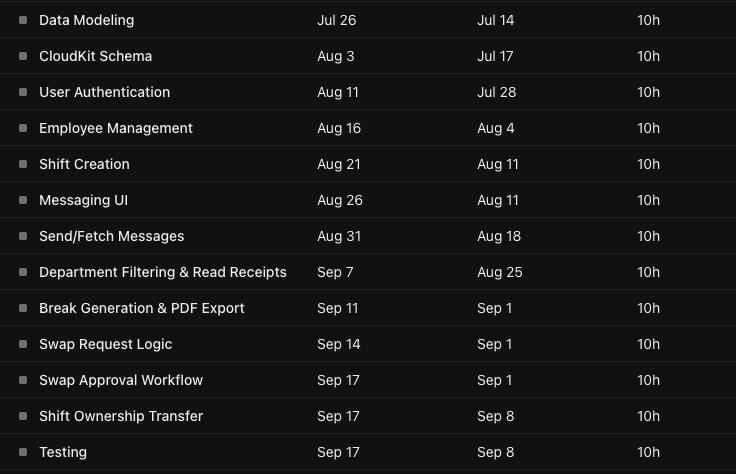 Data Modeling Jul 26 Jul 14 10h
CloudKit Schema Aug 3 Jul 17 10h
User Authentication Aug 11 Jul 28 10h
Employee Management Aug 16 Aug 4 10h
Shift Creation Aug 21 Aug 11 10h
Messaging UI Aug 26 Aug 11 10h
Send/Fetch Messages Aug 31 Aug 18 10h
Department Filtering & Read Receipts Sep 7 Aug 25 10h
Break Generation & PDF Export Sep 11 Sep 1 10h
Swap Request Logic Sep 14 Sep 1 10h
Swap Approval Workflow Sep 17 Sep 1 10h
Shift Ownership Transfer Sep 17 Sep 8 10h
Testing Sep 17 Sep 8 10h